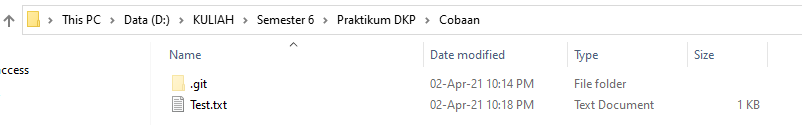 This PC > Data (D:) > KULIAH > Semester 6 > Praktikum DKP > Cobaan
Name Date modified Type Size
ccess
.git 02-Apr-21 10:14 PM File folder
Test.txt 02-Apr-21 10:18 PM Text Document 1 KB